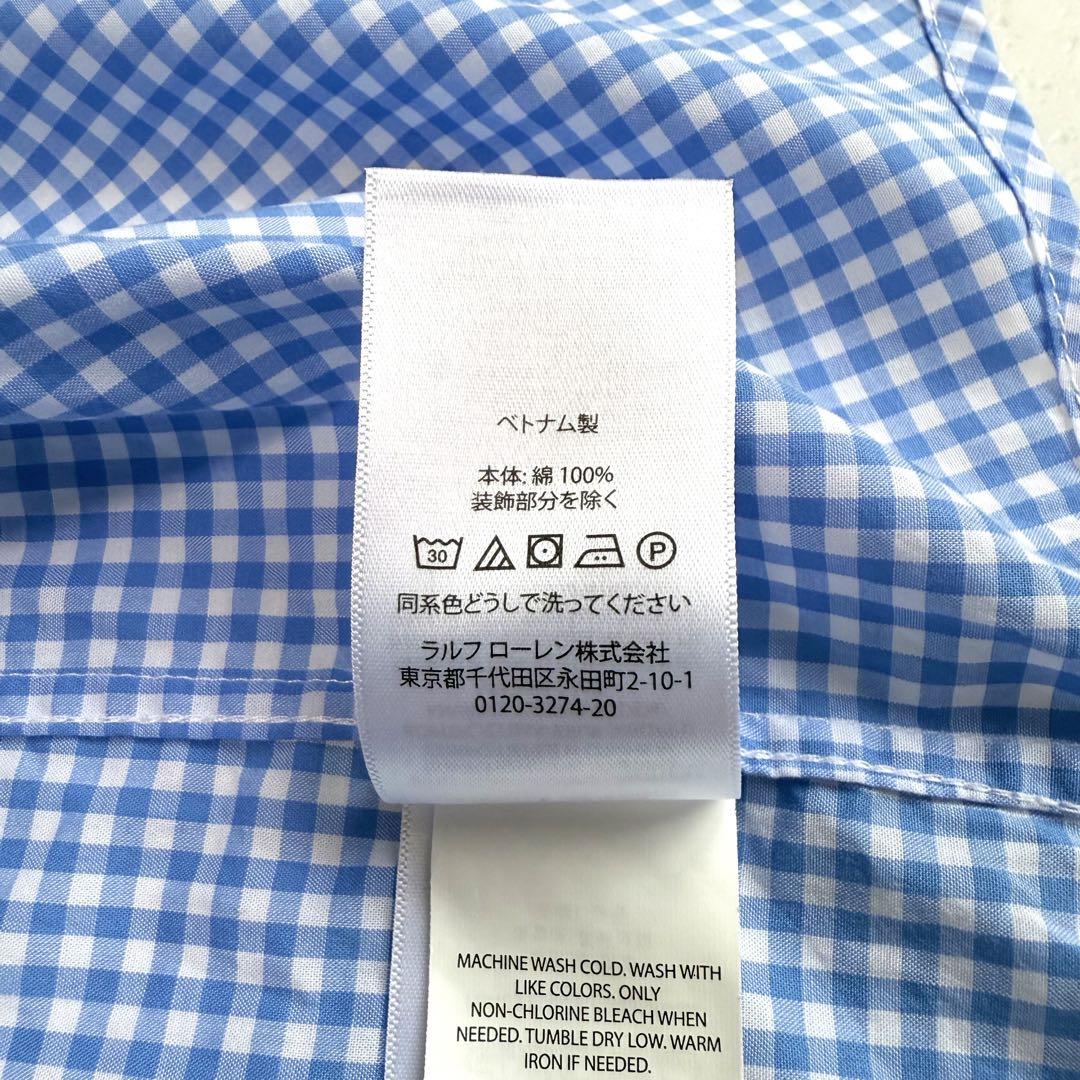 ベトナム製
本体: 綿 100%
装飾部分を除く
30 P
同系色どうしで洗ってください
ラルフ ローレン株式会社
東京都千代田区永田町2-10-1
0120-3274-20
MACHINE WASH COLD. WASH WITH
LIKE COLORS. ONLY
NON-CHLORINE BLEACH WHEN
NEEDED. TUMBLE DRY LOW. WARM
IRON IF NEEDED.